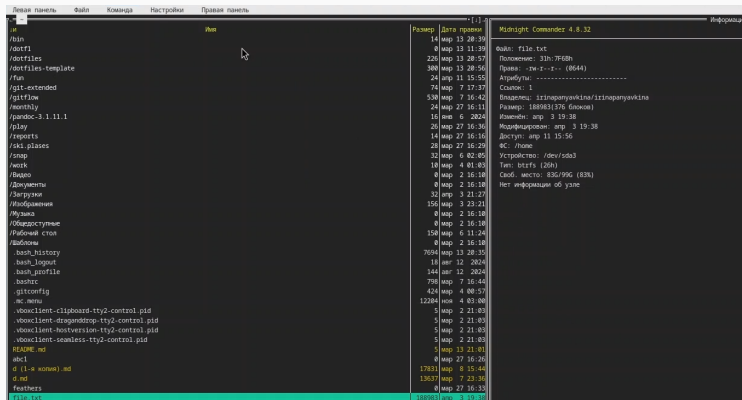 Левая панель Файл Команда Настройки Правая панель
~ [↑] Информаци
и Имя Размер Дата правки
/bin 14 мар 13 20:39
/dotf1 0 мар 13 11:39
/dotfiles 226 мар 13 20:57
/dotfiles-template 300 мар 13 20:56
/fun 24 апр 11 15:55
/git-extended 74 мар 7 17:37
/gitflow 530 мар 7 16:42
/monthly 24 мар 27 16:11
/pandoc-3.1.11.1 16 янв 6 2024
/play 26 мар 27 16:36
/reports 14 мар 27 16:16
/ski.plases 28 мар 27 16:29
/snap 32 мар 6 02:05
/work 10 мар 4 01:03
/Видео 0 мар 2 16:10
/Документы 0 мар 2 16:10
/Загрузки 32 апр 3 21:27
/Изображения 156 мар 3 23:21
/Музыка 0 мар 2 16:10
/Общедоступные 0 мар 2 16:10
/Рабочий стол 150 мар 6 11:24
/Шаблоны 0 мар 2 16:10
.bash_history 7694 мар 13 20:35
.bash_logout 18 авг 12 2024
.bash_profile 144 авг 12 2024
.bashrc 798 мар 7 16:44
.gitconfig 424 мар 4 00:57
.mc.menu 12204 ноя 4 03:00
.vboxclient-clipboard-tty2-control.pid 5 мар 2 21:03
.vboxclient-draganddrop-tty2-control.pid 5 мар 2 21:03
.vboxclient-hostversion-tty2-control.pid 5 мар 2 21:03
.vboxclient-seamless-tty2-control.pid 5 мар 2 21:03
README.md 5 мар 13 21:01
abc1 0 мар 27 16:26
d (1-я копия).md 17831 мар 8 15:44
d.md 13637 мар 7 23:36
feathers 0 мар 27 16:33
file.txt 188983 апр 3 19:38
Midnight Commander 4.8.32
Файл: file.txt
Положение: 31h:7F68h
Права: -rw-r--r-- (0644)
Атрибуты: ------------------------
Ссылок: 1
Владелец: irinapanyavkina/irinapanyavkina
Размер: 188983(376 блоков)
Изменён: апр 3 19:38
Модифицирован: апр 3 19:38
Доступ: апр 11 15:56
ФС: /home
Устройство: /dev/sda3
Тип: btrfs (26h)
Своб. место: 83G/99G (83%)
Нет информации об узле